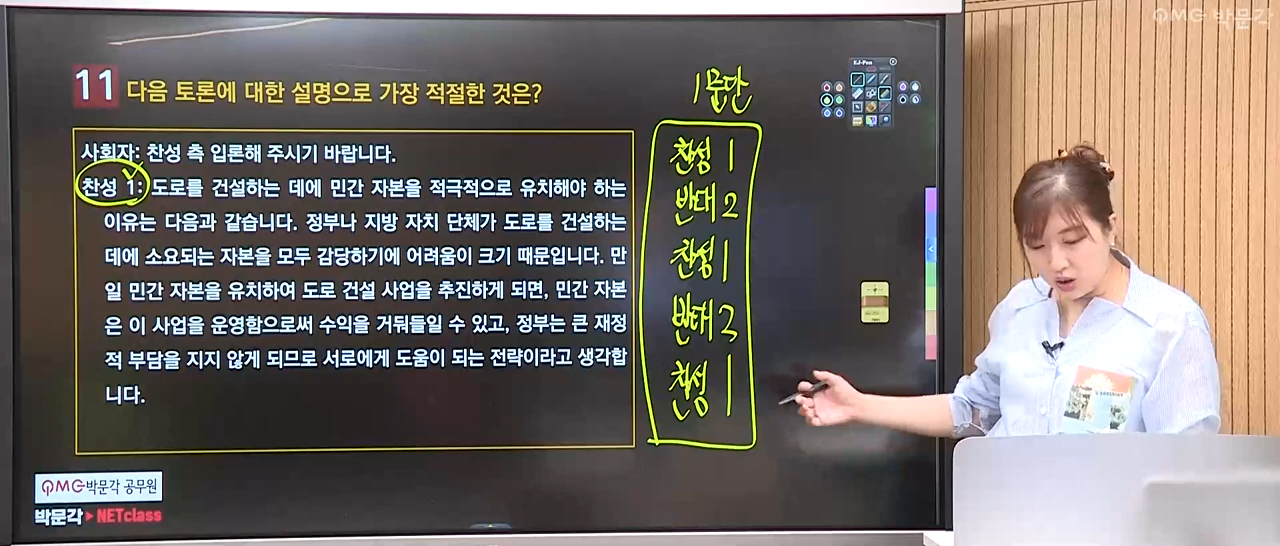 QMG 박문각
11 다음 토론에 대한 설명으로 가장 적절한 것은?
사회자: 찬성 측 입론해 주시기 바랍니다.
찬성 1: 도로를 건설하는 데에 민간 자본을 적극적으로 유치해야 하는
이유는 다음과 같습니다. 정부나 지방 자치 단체가 도로를 건설하는
데에 소요되는 자본을 모두 감당하기에 어려움이 크기 때문입니다. 만
일 민간 자본을 유치하여 도로 건설 사업을 추진하게 되면, 민간 자본
은 이 사업을 운영함으로써 수익을 거둬들일 수 있고, 정부는 큰 재정
적 부담을 지지 않게 되므로 서로에게 도움이 되는 전략이라고 생각합
니다.
1문단
찬성 1
반대 2
찬성 1
반대 2
찬성 1
EJ-Pen
QMG 박문각 공무원
박문각 NETclass